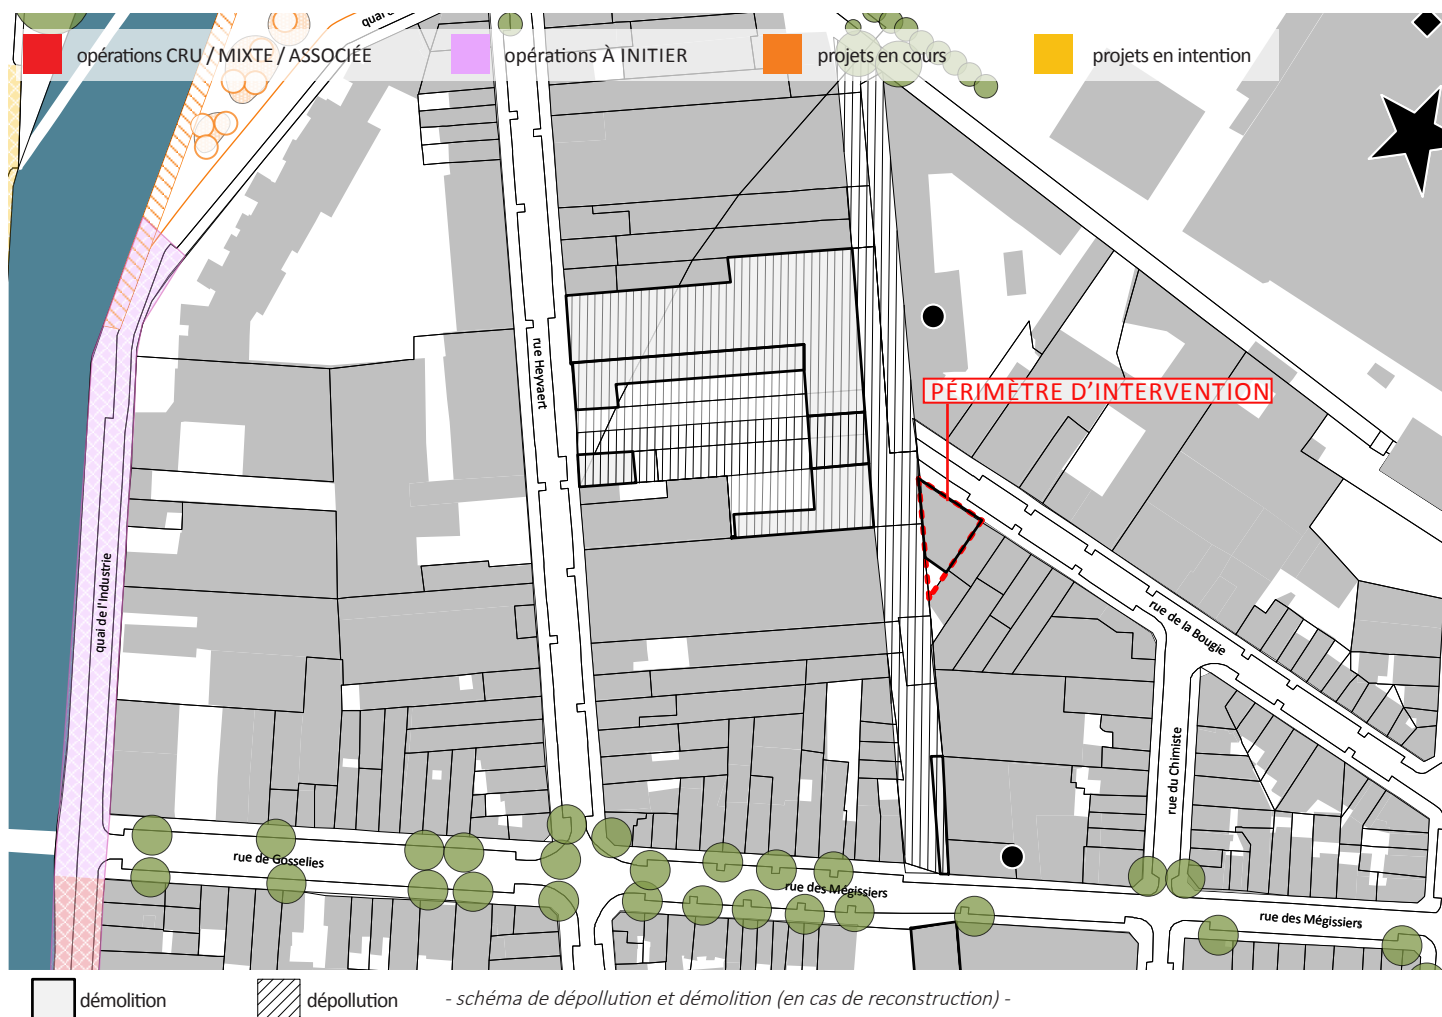 quai d
opérations CRU / MIXTE / ASSOCIÉE
opérations À INITIER
projets en cours
projets en intention
rue Heyvaert
PÉRIMÈTRE D'INTERVENTION
quai de l'Industrie
rue de la Bougie
rue du Chimiste
rue de Gosselies
rue des Mégissiers
rue des Mégissiers
démolition
dépollution
- schéma de dépollution et démolition (en cas de reconstruction) -